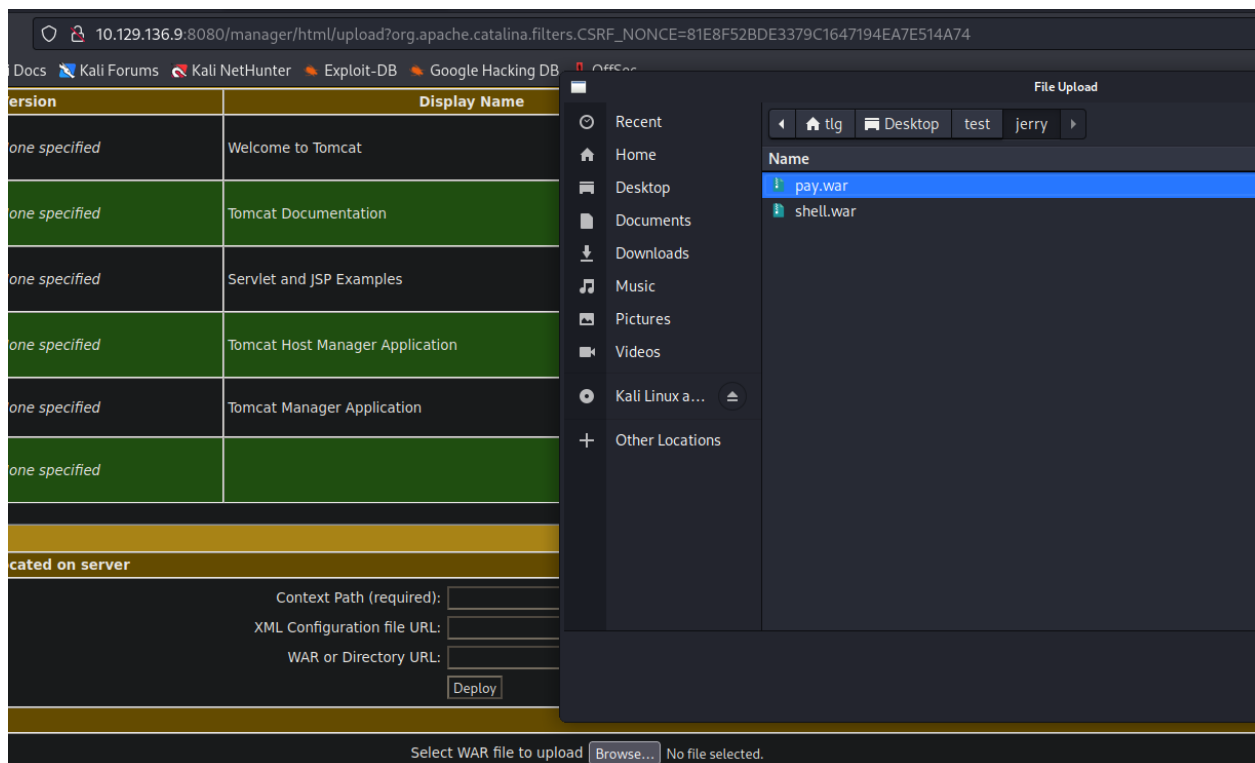 10.129.136.9:8080/manager/html/upload?org.apache.catalina.filters.CSRF_NONCE=81E8F52BDE3379C1647194EA7E514A74
Docs Kali Forums Kali NetHunter Exploit-DB Google Hacking DB OffSec
ersion Display Name
one specified Welcome to Tomcat
one specified Tomcat Documentation
one specified Servlet and JSP Examples
one specified Tomcat Host Manager Application
one specified Tomcat Manager Application
one specified
cated on server
Context Path (required):
XML Configuration file URL:
WAR or Directory URL:
Deploy
Select WAR file to upload Browse... No file selected.
File Upload
Recent
Home
Desktop
Documents
Downloads
Music
Pictures
Videos
Kali Linux a...
Other Locations
tlg Desktop test jerry
Name
pay.war
shell.war